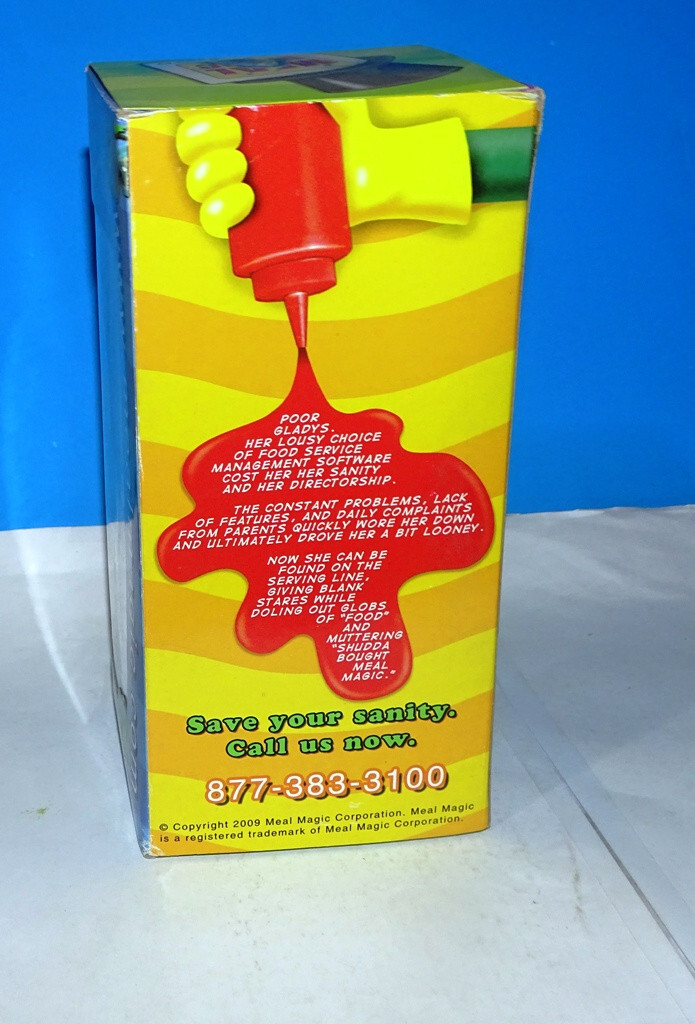 POOR
GLADYS.
HER LOUSY CHOICE
OF FOOD SERVICE
MANAGEMENT SOFTWARE
COST HER HER SANITY
AND HER DIRECTORSHIP.
THE CONSTANT PROBLEMS, LACK
OF FEATURES, AND DAILY COMPLAINTS
FROM PARENTS QUICKLY WORE HER DOWN
AND ULTIMATELY DROVE HER A BIT LOONEY.
NOW SHE CAN BE
FOUND ON THE
SERVING LINE,
GIVING BLANK
STARES WHILE
DOLING OUT GLOBS
OF "FOOD"
AND
MUTTERING
"SHUDDA
BOUGHT
MEAL
MAGIC."
Save your sanity.
Call us now.
877-383-3100
© Copyright 2009 Meal Magic Corporation. Meal Magic
is a registered trademark of Meal Magic Corporation.